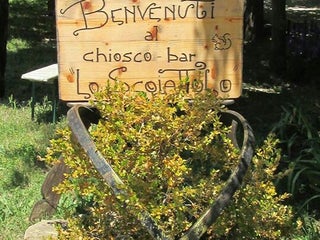 BENVENUTI
al
chiosco-bar
Lo Scoiattolo